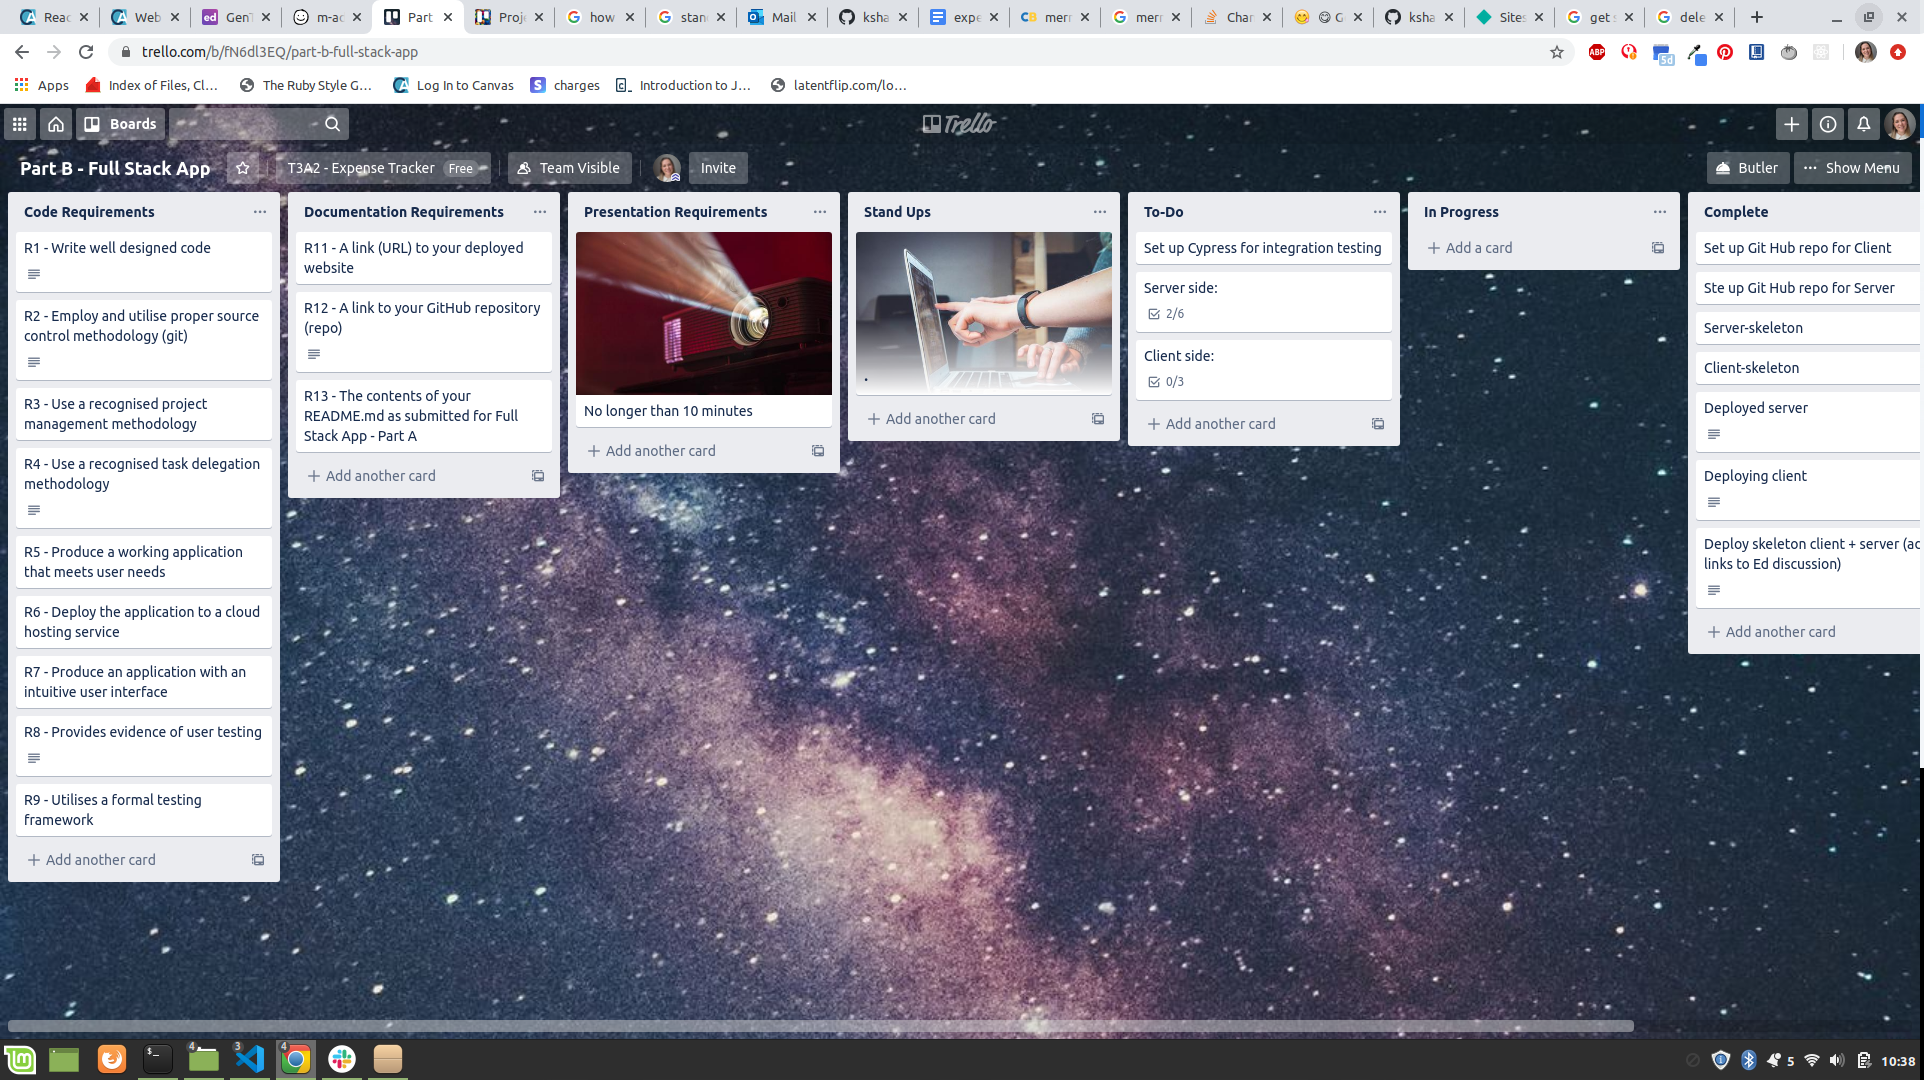 Reac
Web
GenT
m-ac
Part
Proje
how
stand
Mail
ksha
expe
mern
mern
Chan
ksha
Sites
get s
dele
trello.com/b/fN6dl3EQ/part-b-full-stack-app
ABP
5d
Apps
Index of Files, Cl...
The Ruby Style G...
Log In to Canvas
charges
Introduction to J...
latentflip.com/lo...
Boards
Trello
Part B - Full Stack App
T3A2 - Expense Tracker Free
Team Visible
Invite
Butler
Show Menu
Code Requirements
R1 - Write well designed code
R2 - Employ and utilise proper source
control methodology (git)
R3 - Use a recognised project
management methodology
R4 - Use a recognised task delegation
methodology
R5 - Produce a working application
that meets user needs
R6 - Deploy the application to a cloud
hosting service
R7 - Produce an application with an
intuitive user interface
R8 - Provides evidence of user testing
R9 - Utilises a formal testing
framework
Add another card
Documentation Requirements
R11 - A link (URL) to your deployed
website
R12 - A link to your GitHub repository
(repo)
R13 - The contents of your
README.md as submitted for Full
Stack App - Part A
Add another card
Presentation Requirements
No longer than 10 minutes
Add another card
Stand Ups
.
Add another card
To-Do
Set up Cypress for integration testing
Server side:
2/6
Client side:
0/3
Add another card
In Progress
Add a card
Complete
Set up Git Hub repo for Client
Ste up Git Hub repo for Server
Server-skeleton
Client-skeleton
Deployed server
Deploying client
Deploy skeleton client + server (ac
links to Ed discussion)
Add another card
4
3
4
5
10:38